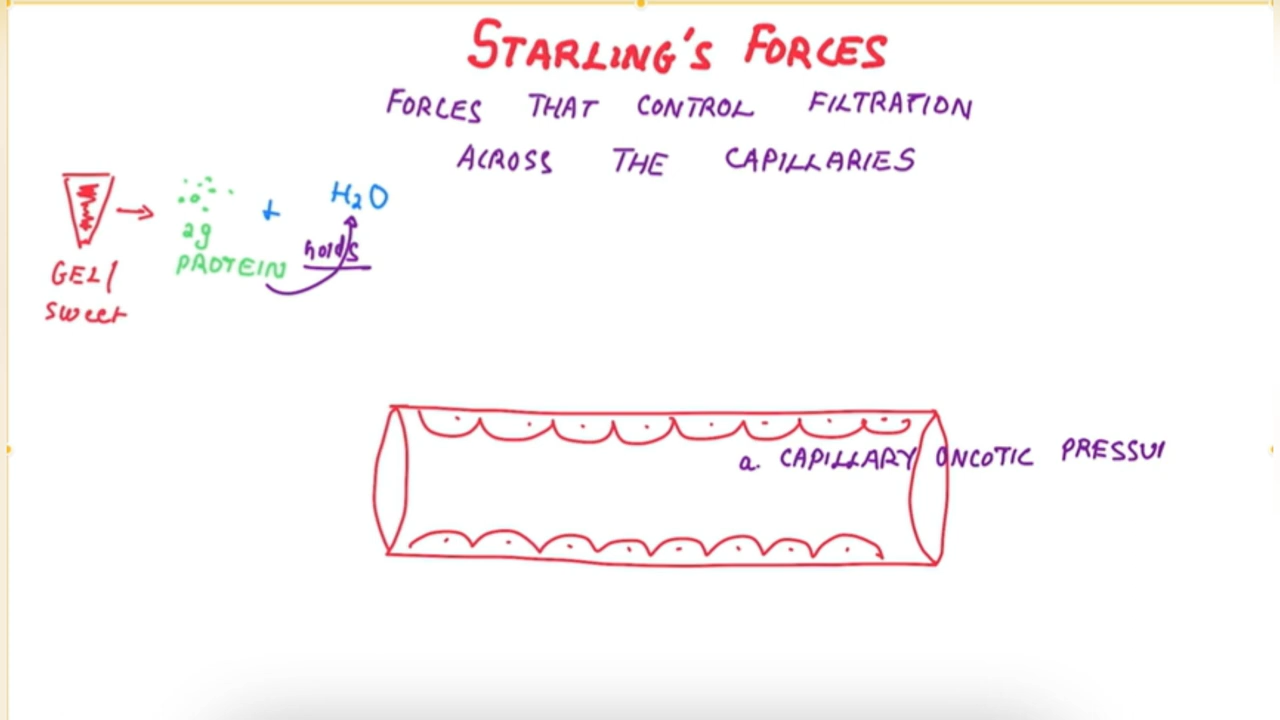 STARLING'S FORCES
FORCES THAT CONTROL FILTRATION
ACROSS THE CAPILLARIES
+ H2O
2g
holds
PROTEIN
GEL/
Sweet
a. CAPILLARY ONCOTIC PRESSU